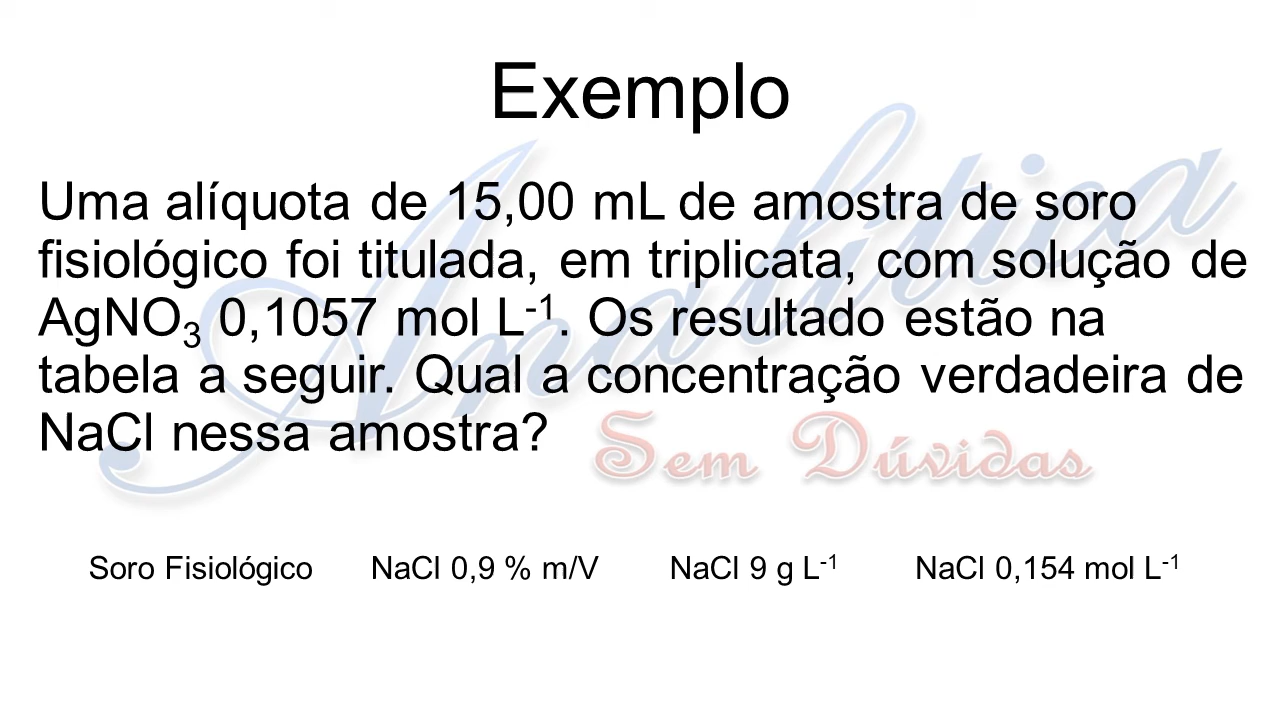 Exemplo
Uma alíquota de 15,00 mL de amostra de soro
fisiológico foi titulada, em triplicata, com solução de
AgNO₃ 0,1057 mol L⁻¹. Os resultado estão na
tabela a seguir. Qual a concentração verdadeira de
NaCl nessa amostra?
Analítica
Sem Dúvidas
Soro Fisiológico NaCl 0,9 % m/V NaCl 9 g L⁻¹ NaCl 0,154 mol L⁻¹